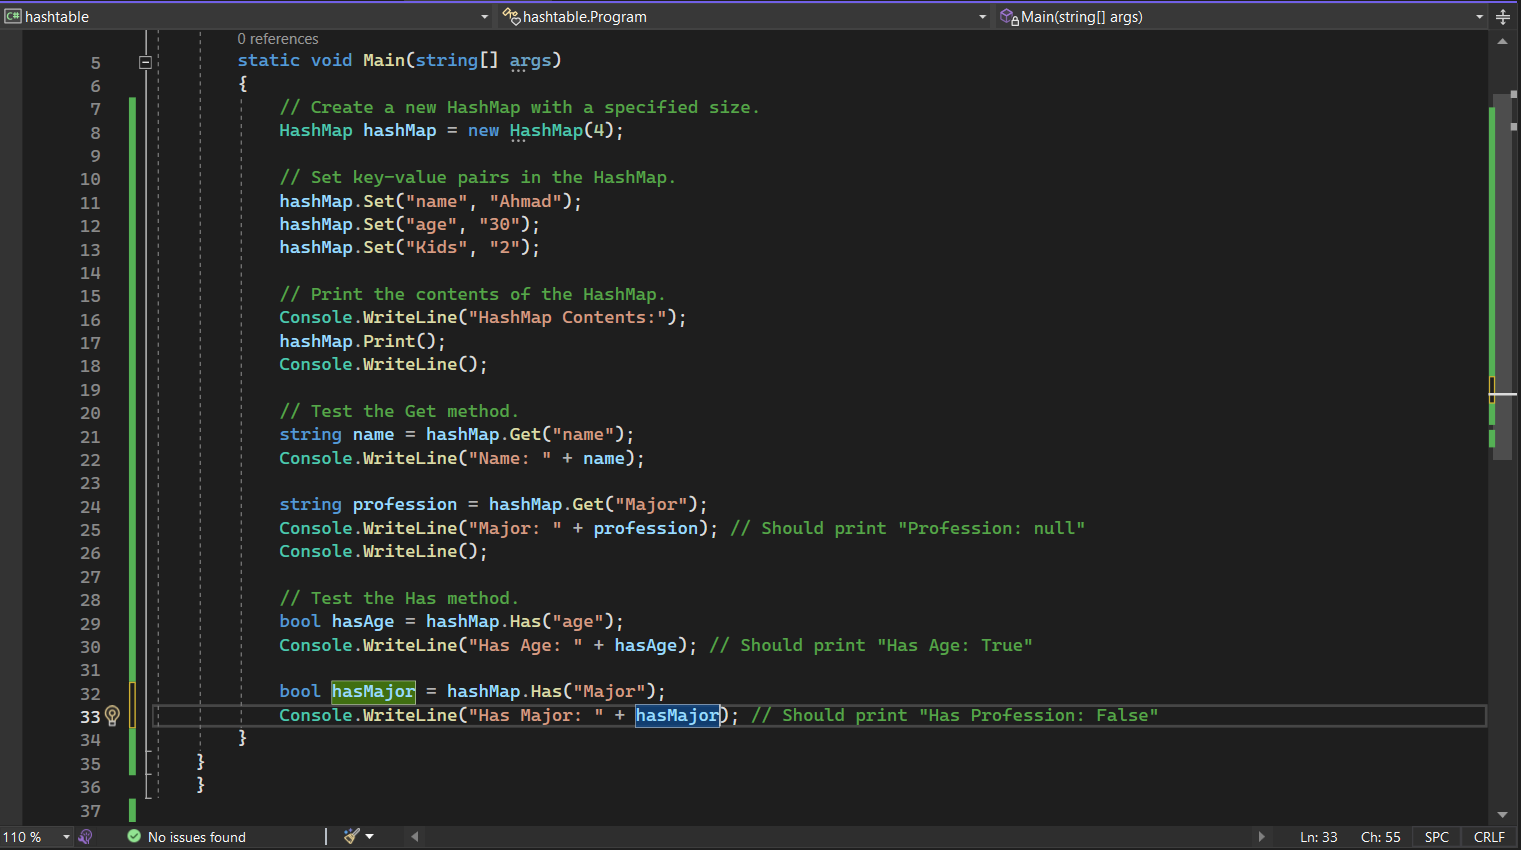 C# hashtable hashtable.Program Main(string[] args)
0 references
5 static void Main(string[] args)
6 {
7 // Create a new HashMap with a specified size.
8 HashMap hashMap = new HashMap(4);
9
10 // Set key-value pairs in the HashMap.
11 hashMap.Set("name", "Ahmad");
12 hashMap.Set("age", "30");
13 hashMap.Set("Kids", "2");
14
15 // Print the contents of the HashMap.
16 Console.WriteLine("HashMap Contents:");
17 hashMap.Print();
18 Console.WriteLine();
19
20 // Test the Get method.
21 string name = hashMap.Get("name");
22 Console.WriteLine("Name: " + name);
23
24 string profession = hashMap.Get("Major");
25 Console.WriteLine("Major: " + profession); // Should print "Profession: null"
26 Console.WriteLine();
27
28 // Test the Has method.
29 bool hasAge = hashMap.Has("age");
30 Console.WriteLine("Has Age: " + hasAge); // Should print "Has Age: True"
31
32 bool hasMajor = hashMap.Has("Major");
33 Console.WriteLine("Has Major: " + hasMajor); // Should print "Has Profession: False"
34 }
35 }
36 }
37
110 % No issues found Ln: 33 Ch: 55 SPC CRLF